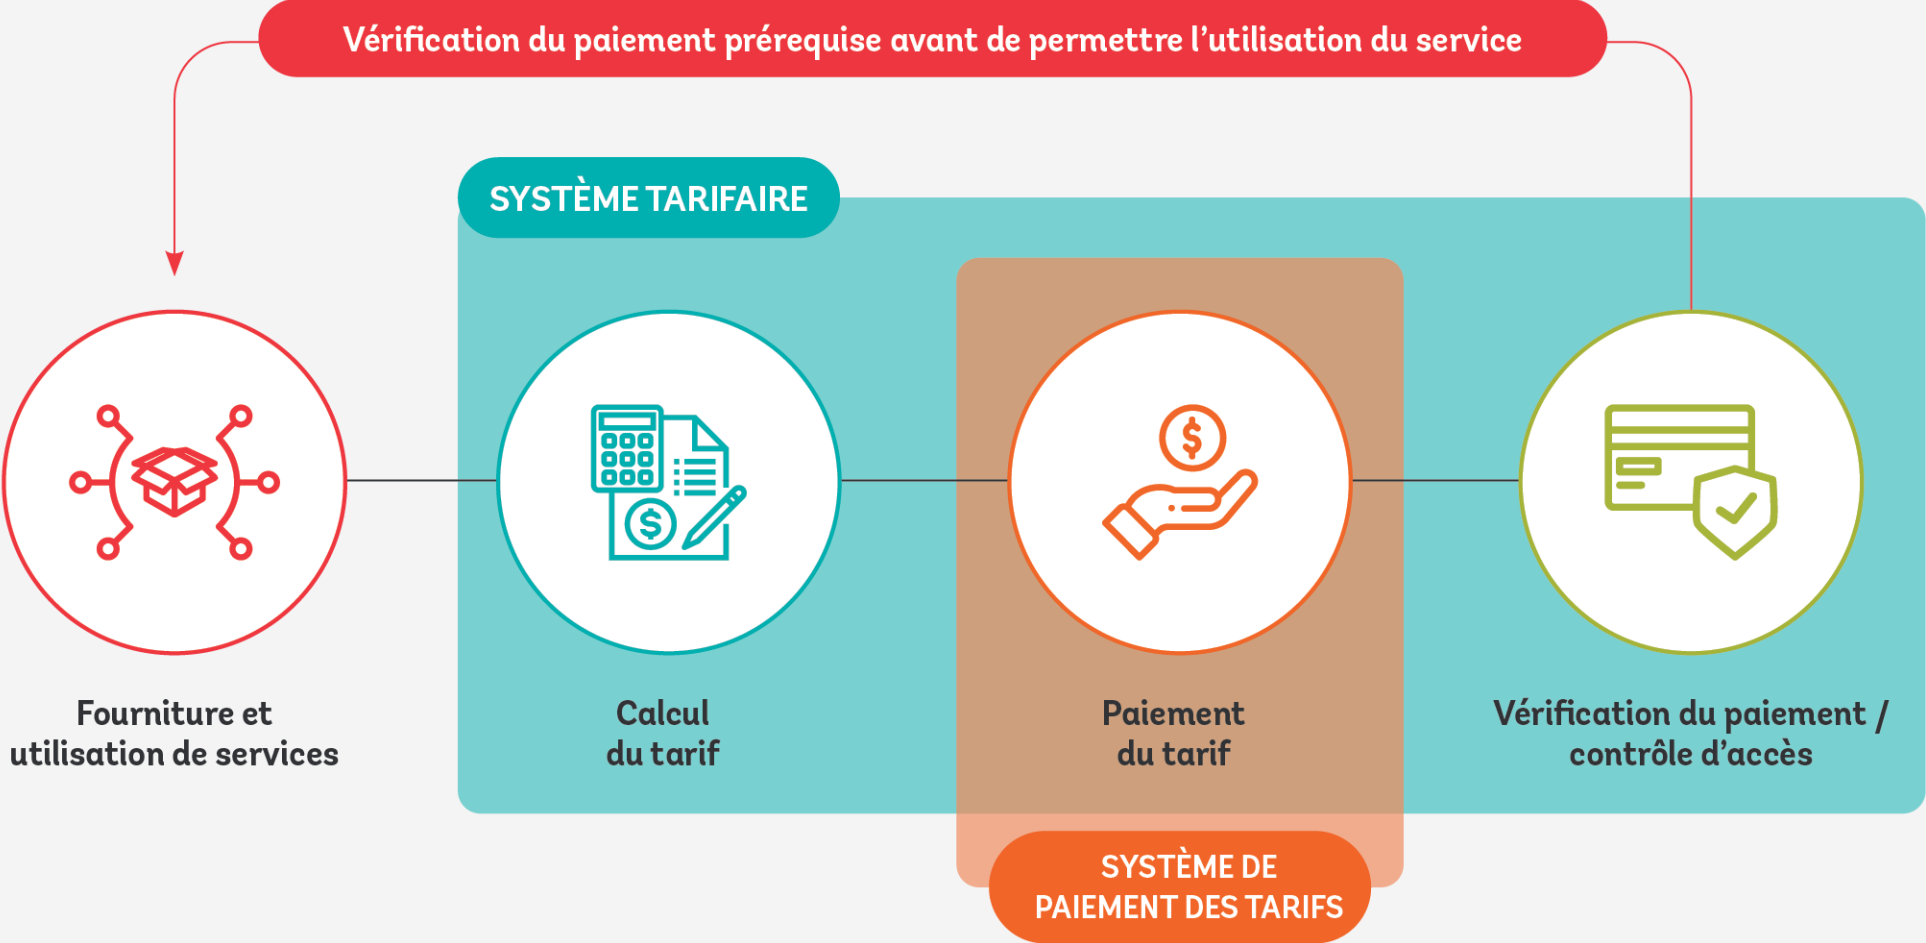 Vérification du paiement prérequise avant de permettre l’utilisation du service
SYSTÈME TARIFAIRE
Fourniture et
utilisation de services
Calcul
du tarif
Paiement
du tarif
Vérification du paiement /
contrôle d’accès
SYSTÈME DE
PAIEMENT DES TARIFS